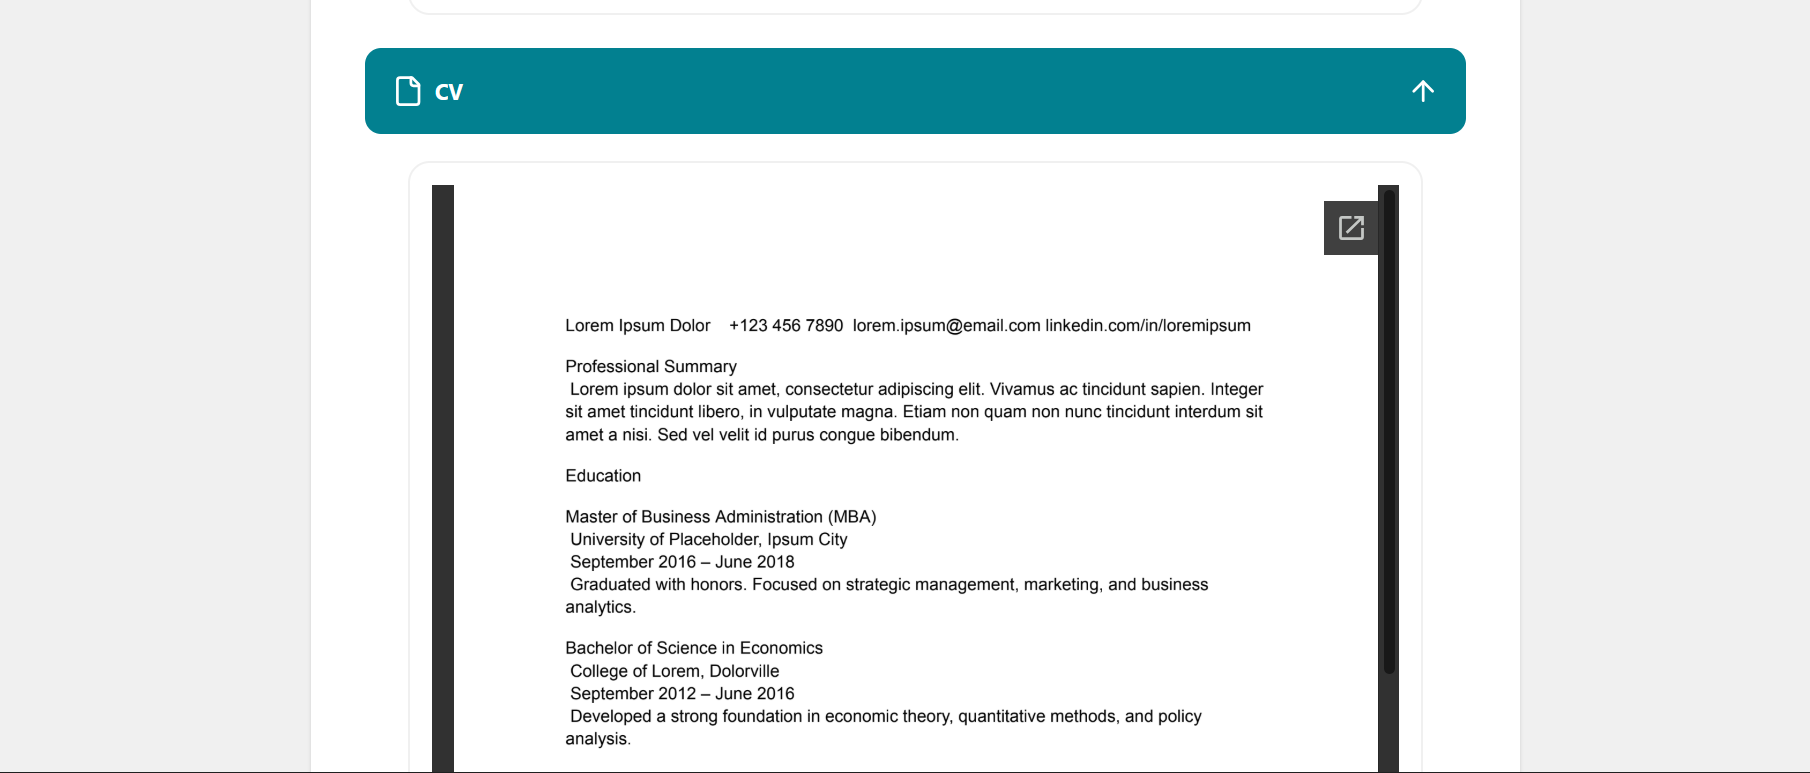 CV
Lorem Ipsum Dolor +123 456 7890 lorem.ipsum@email.com linkedin.com/in/loremipsum
Professional Summary
Lorem ipsum dolor sit amet, consectetur adipiscing elit. Vivamus ac tincidunt sapien. Integer
sit amet tincidunt libero, in vulputate magna. Etiam non quam non nunc tincidunt interdum sit
amet a nisi. Sed vel velit id purus congue bibendum.
Education
Master of Business Administration (MBA)
University of Placeholder, Ipsum City
September 2016 – June 2018
Graduated with honors. Focused on strategic management, marketing, and business
analytics.
Bachelor of Science in Economics
College of Lorem, Dolorville
September 2012 – June 2016
Developed a strong foundation in economic theory, quantitative methods, and policy
analysis.